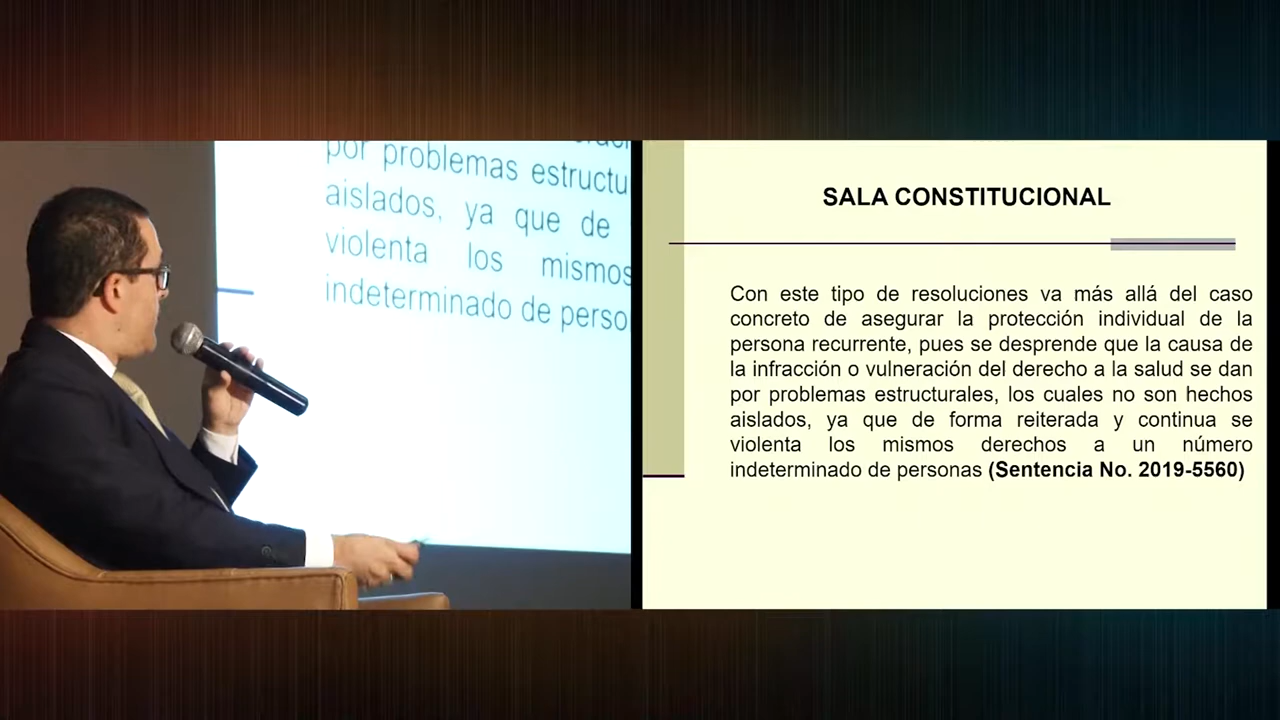 por problemas estructu
aislados, ya que de
violenta los mismos
indeterminado de perso
SALA CONSTITUCIONAL
Con este tipo de resoluciones va más allá del caso
concreto de asegurar la protección individual de la
persona recurrente, pues se desprende que la causa de
la infracción o vulneración del derecho a la salud se dan
por problemas estructurales, los cuales no son hechos
aislados, ya que de forma reiterada y continua se
violenta los mismos derechos a un número
indeterminado de personas (Sentencia No. 2019-5560)